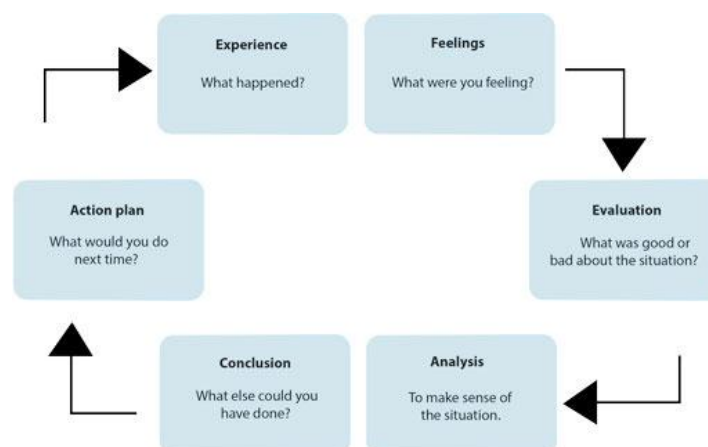 Experience
What happened?
Feelings
What were you feeling?
Evaluation
What was good or
bad about the situation?
Analysis
To make sense of
the situation.
Conclusion
What else could you
have done?
Action plan
What would you do
next time?